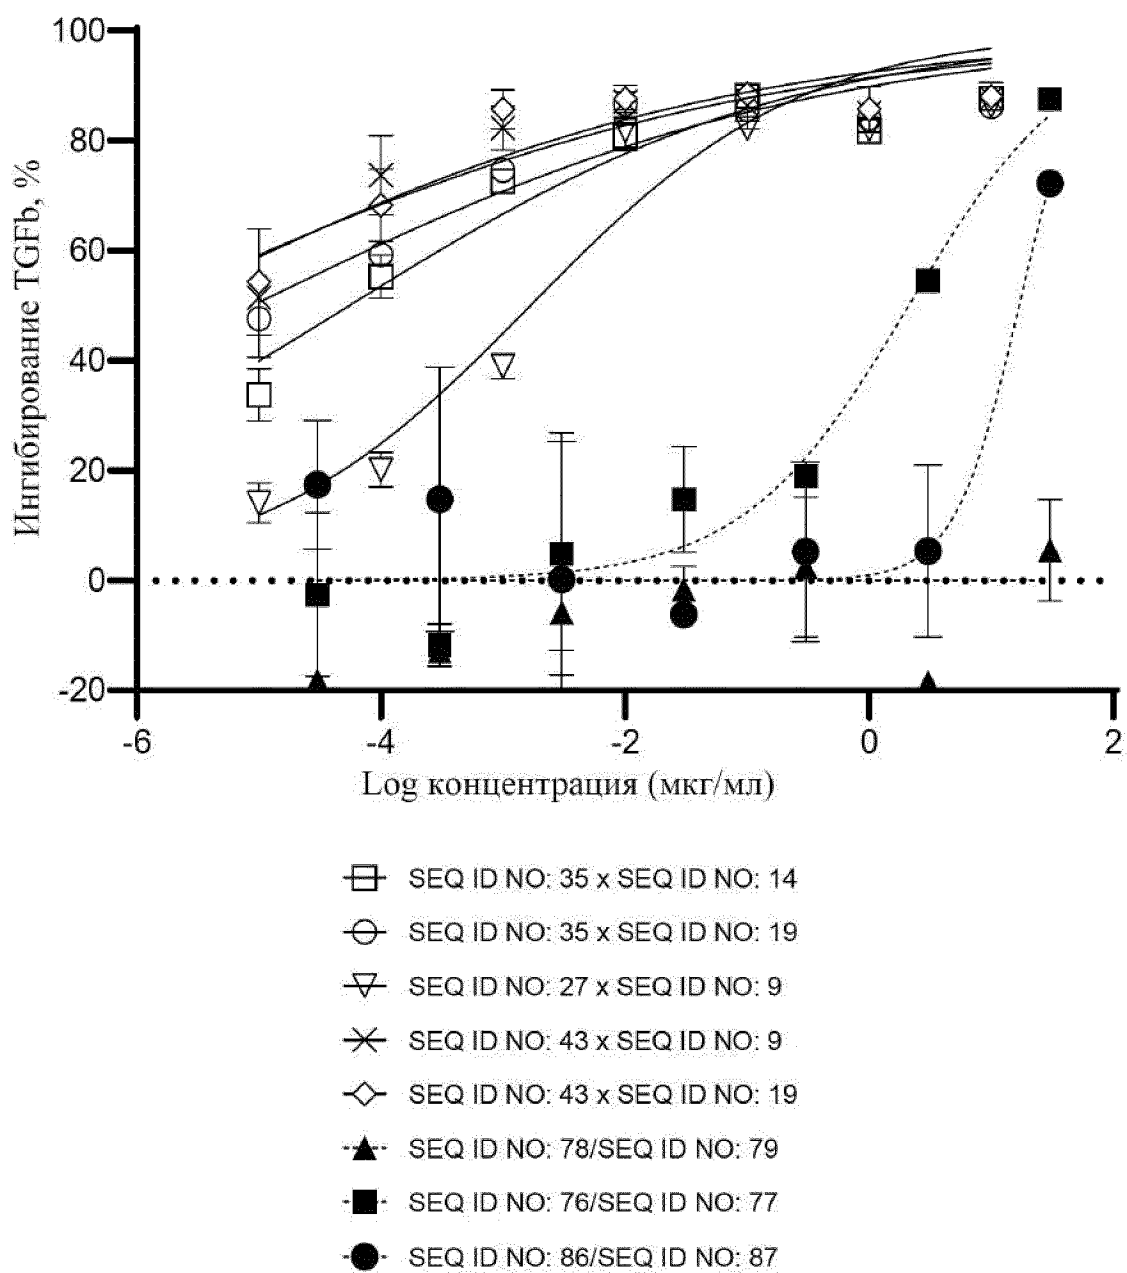 Ингибирование TGFb, %
100
80
60
40
20
0
-20
-6 -4 -2 0 2
Log концентрация (мкг/мл)
SEQ ID NO: 35 x SEQ ID NO: 14
SEQ ID NO: 35 x SEQ ID NO: 19
SEQ ID NO: 27 x SEQ ID NO: 9
SEQ ID NO: 43 x SEQ ID NO: 9
SEQ ID NO: 43 x SEQ ID NO: 19
SEQ ID NO: 78/SEQ ID NO: 79
SEQ ID NO: 76/SEQ ID NO: 77
SEQ ID NO: 86/SEQ ID NO: 87